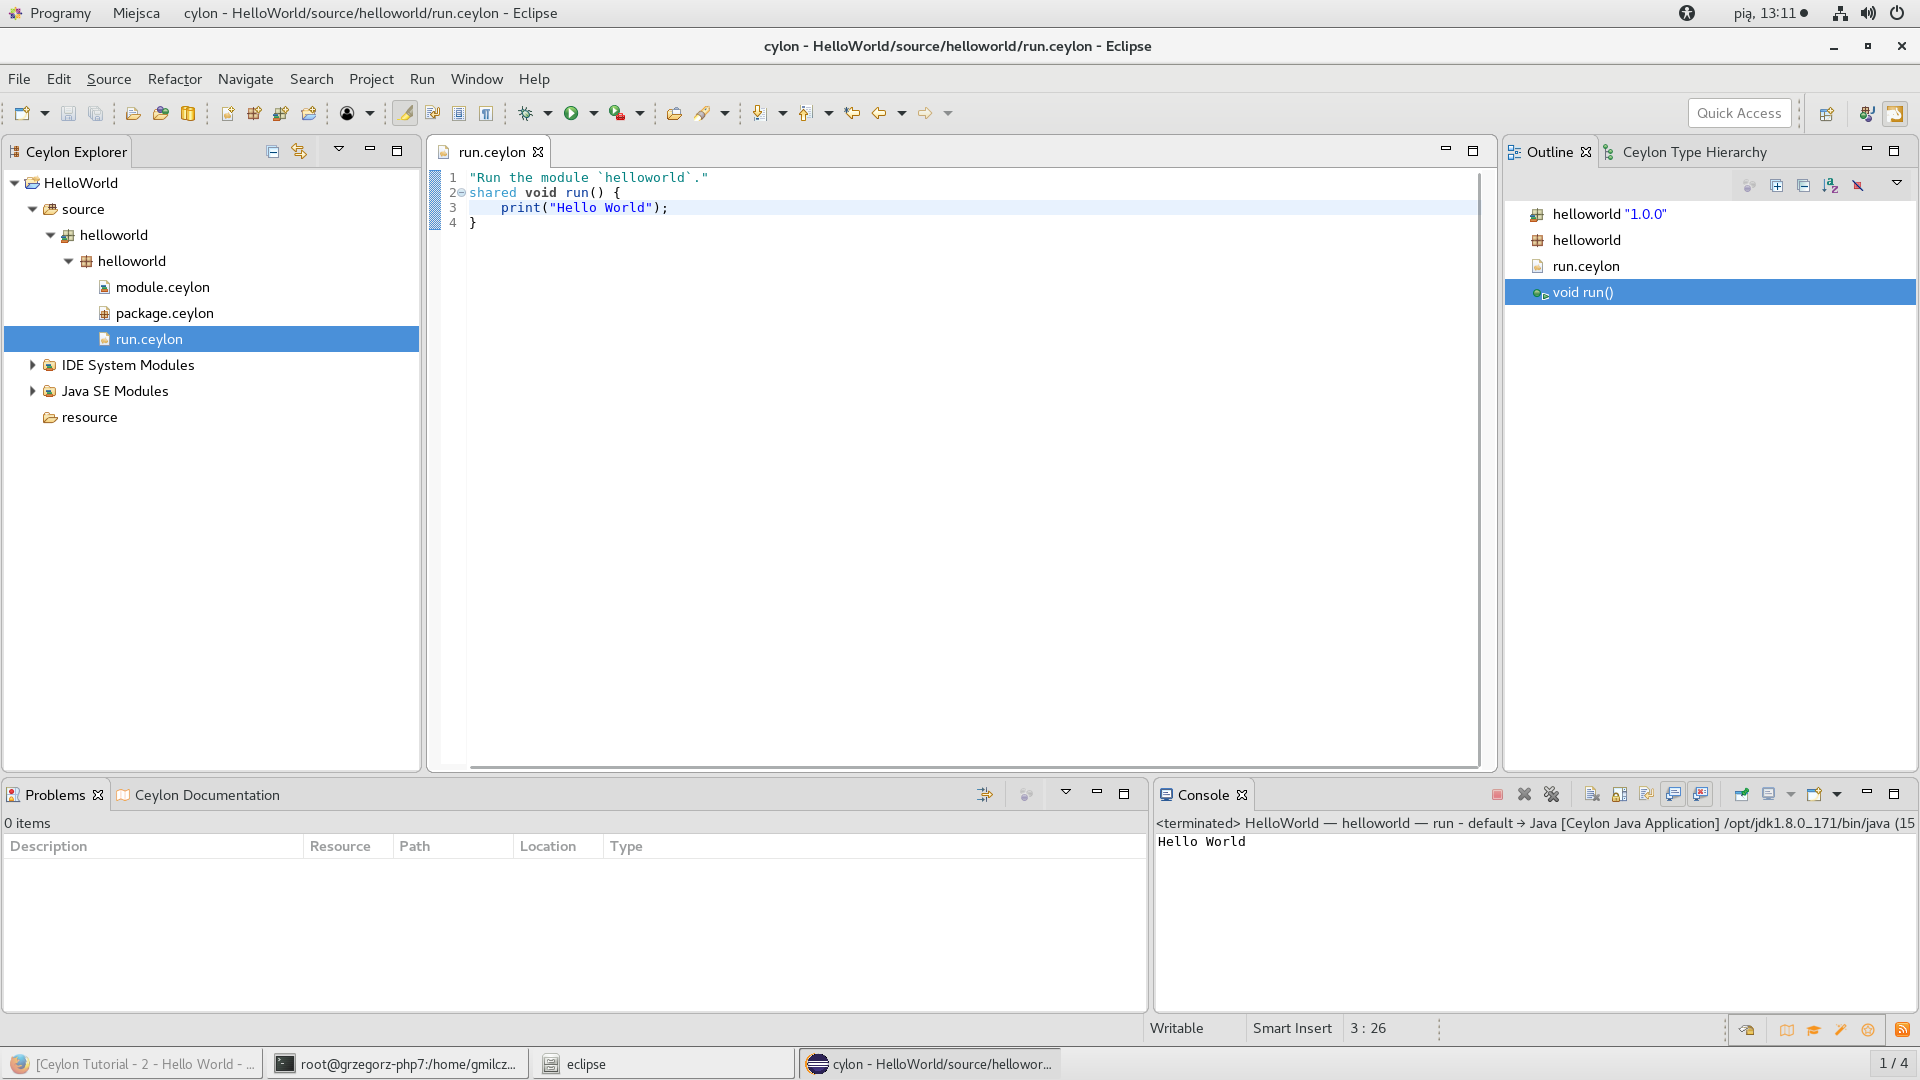 Programy Miejsca cylon - HelloWorld/source/helloworld/run.ceylon - Eclipse pią, 13:11
cylon - HelloWorld/source/helloworld/run.ceylon - Eclipse
File Edit Source Refactor Navigate Search Project Run Window Help
Quick Access
Ceylon Explorer
HelloWorld
source
helloworld
helloworld
module.ceylon
package.ceylon
run.ceylon
IDE System Modules
Java SE Modules
resource
run.ceylon
1 "Run the module `helloworld`."
2 shared void run() {
3     print("Hello World");
4 }
Outline Ceylon Type Hierarchy
helloworld "1.0.0"
helloworld
run.ceylon
void run()
Problems Ceylon Documentation
0 items
Description Resource Path Location Type
Console
<terminated> HelloWorld — helloworld — run - default → Java [Ceylon Java Application] /opt/jdk1.8.0_171/bin/java (15
Hello World
Writable Smart Insert 3 : 26
[Ceylon Tutorial - 2 - Hello World - ... root@grzegorz-php7:/home/gmilcz... eclipse cylon - HelloWorld/source/hellowor... 1 / 4